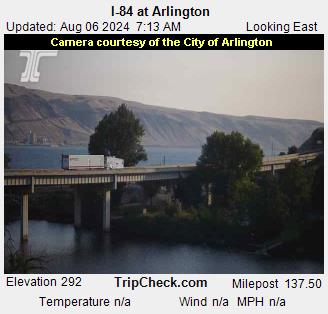 I-84 at Arlington
Updated: Aug 06 2024 7:13 AM Looking East
Camera courtesy of the City of Arlington
Elevation 292 TripCheck.com Milepost 137.50
Temperature n/a Wind n/a MPH n/a